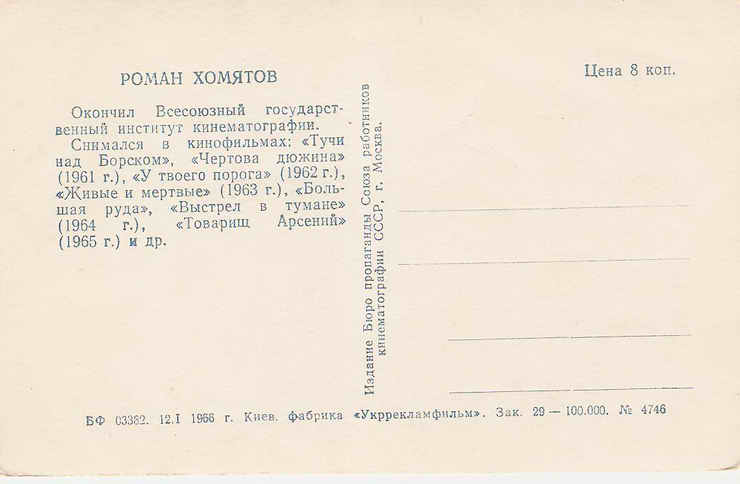 РОМАН ХОМЯТОВ
Окончил Всесоюзный государст-
венный институт кинематографии.
Снимался в кинофильмах: «Тучи
над Борском», «Чертова дюжина»
(1961 г.), «У твоего порога» (1962 г.),
«Живые и мертвые» (1963 г.), «Боль-
шая руда», «Выстрел в тумане»
(1964 г.), «Товарищ Арсений»
(1965 г.) и др.
Издание Бюро пропаганды Союза работников
кинематографии СССР, г. Москва.
Цена 8 коп.
БФ 03382. 12.I 1966 г. Киев. фабрика «Укррекламфильм». Зак. 29 — 100.000. № 4746